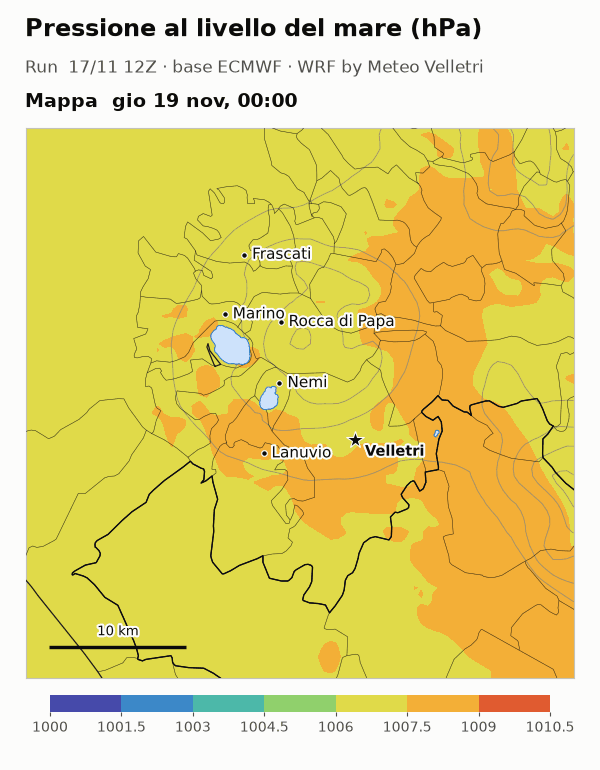 Pressione al livello del mare (hPa)
Run  17/11 12Z · base ECMWF · WRF by Meteo Velletri
Mappa  gio 19 nov, 00:00
Frascati
Marino
Rocca di Papa
Nemi
Velletri
Lanuvio
10 km
1000 1001.5 1003 1004.5 1006 1007.5 1009 1010.5